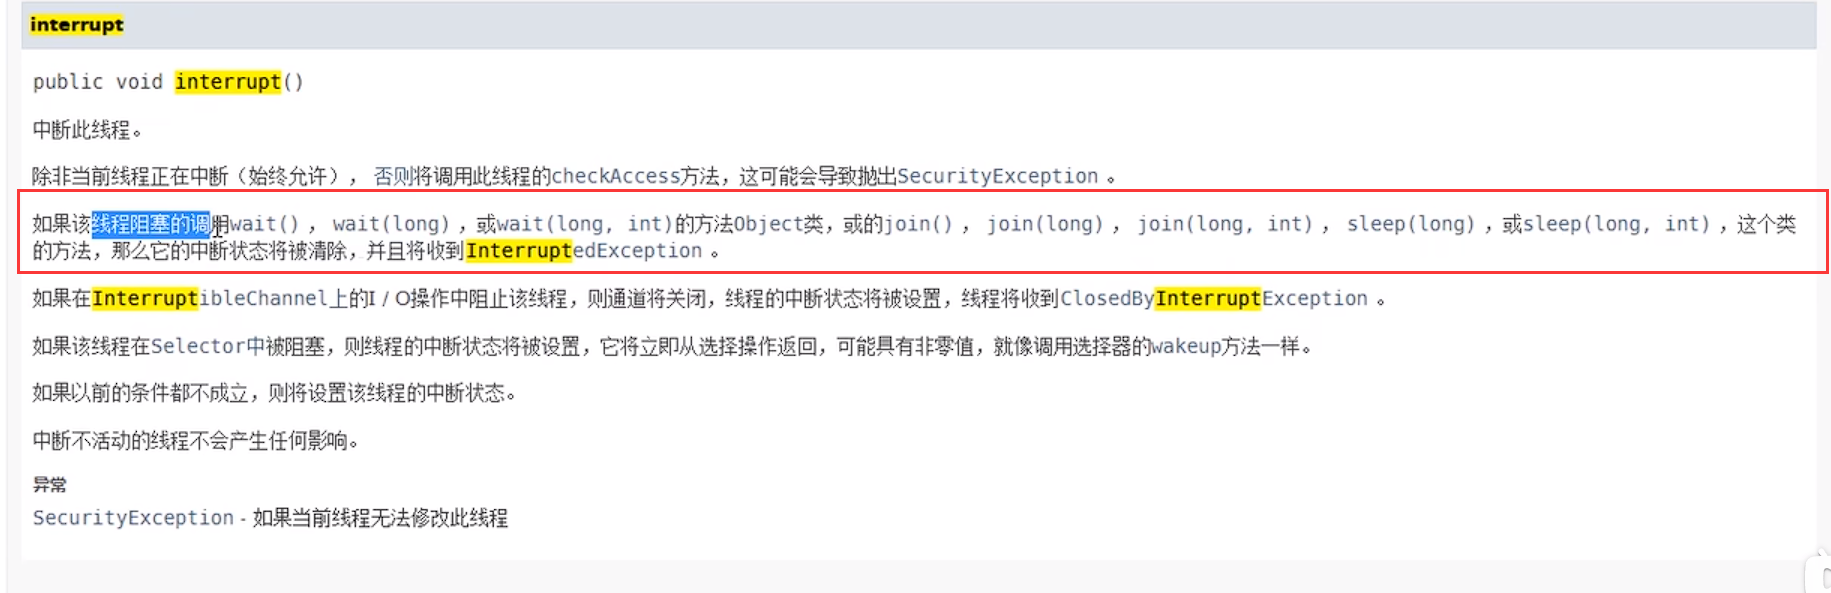 interrupt
public void interrupt()
中断此线程。
除非当前线程正在中断（始终允许），否则将调用此线程的checkAccess方法，这可能会导致抛出SecurityException 。
如果该线程阻塞的调用wait() ， wait(long) ，或wait(long, int)的方法Object类，或的join() ， join(long) ， join(long, int) ， sleep(long) ，或sleep(long, int) ，这个类
的方法，那么它的中断状态将被清除，并且将收到InterruptedException 。
如果在InterruptibleChannel上的I / O操作中阻止该线程，则通道将关闭，线程的中断状态将被设置，线程将收到ClosedByInterruptException 。
如果该线程在Selector中被阻塞，则线程的中断状态将被设置，它将立即从选择操作返回，可能具有非零值，就像调用选择器的wakeup方法一样。
如果以前的条件都不成立，则将设置该线程的中断状态。
中断不活动的线程不会产生任何影响。
异常
SecurityException - 如果当前线程无法修改此线程